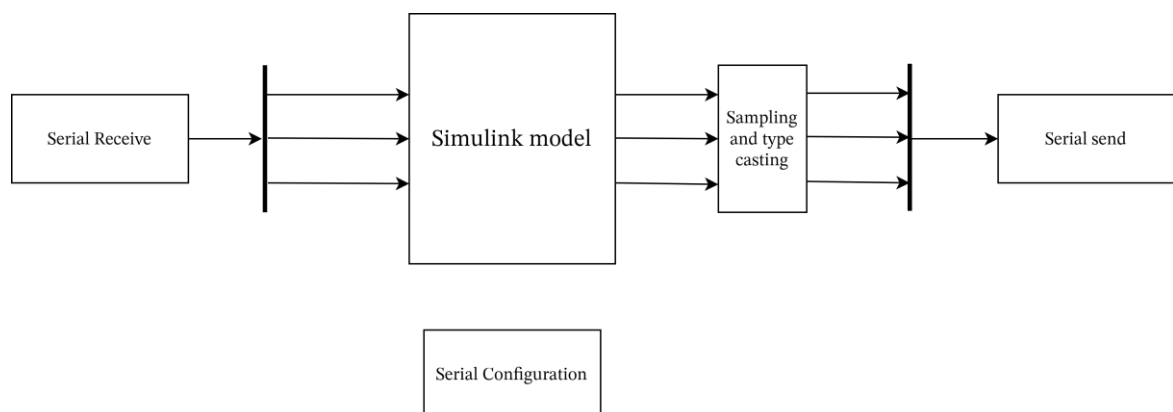 Serial Receive
Simulink model
Sampling
and type
casting
Serial send
Serial Configuration